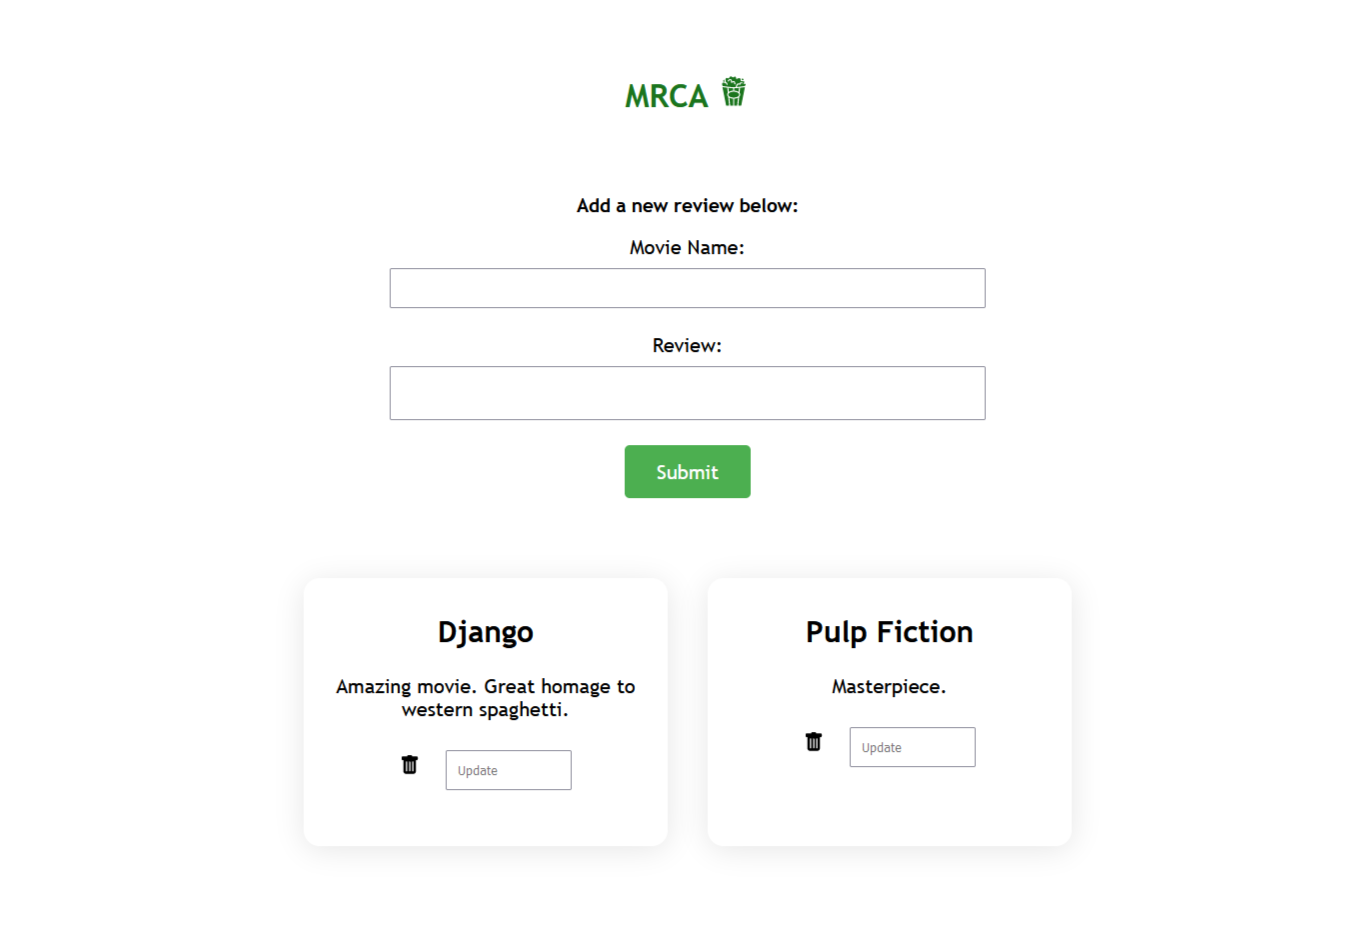 MRCA
Add a new review below:
Movie Name:
Review:
Submit
Django
Amazing movie. Great homage to
western spaghetti.
Update
Pulp Fiction
Masterpiece.
Update